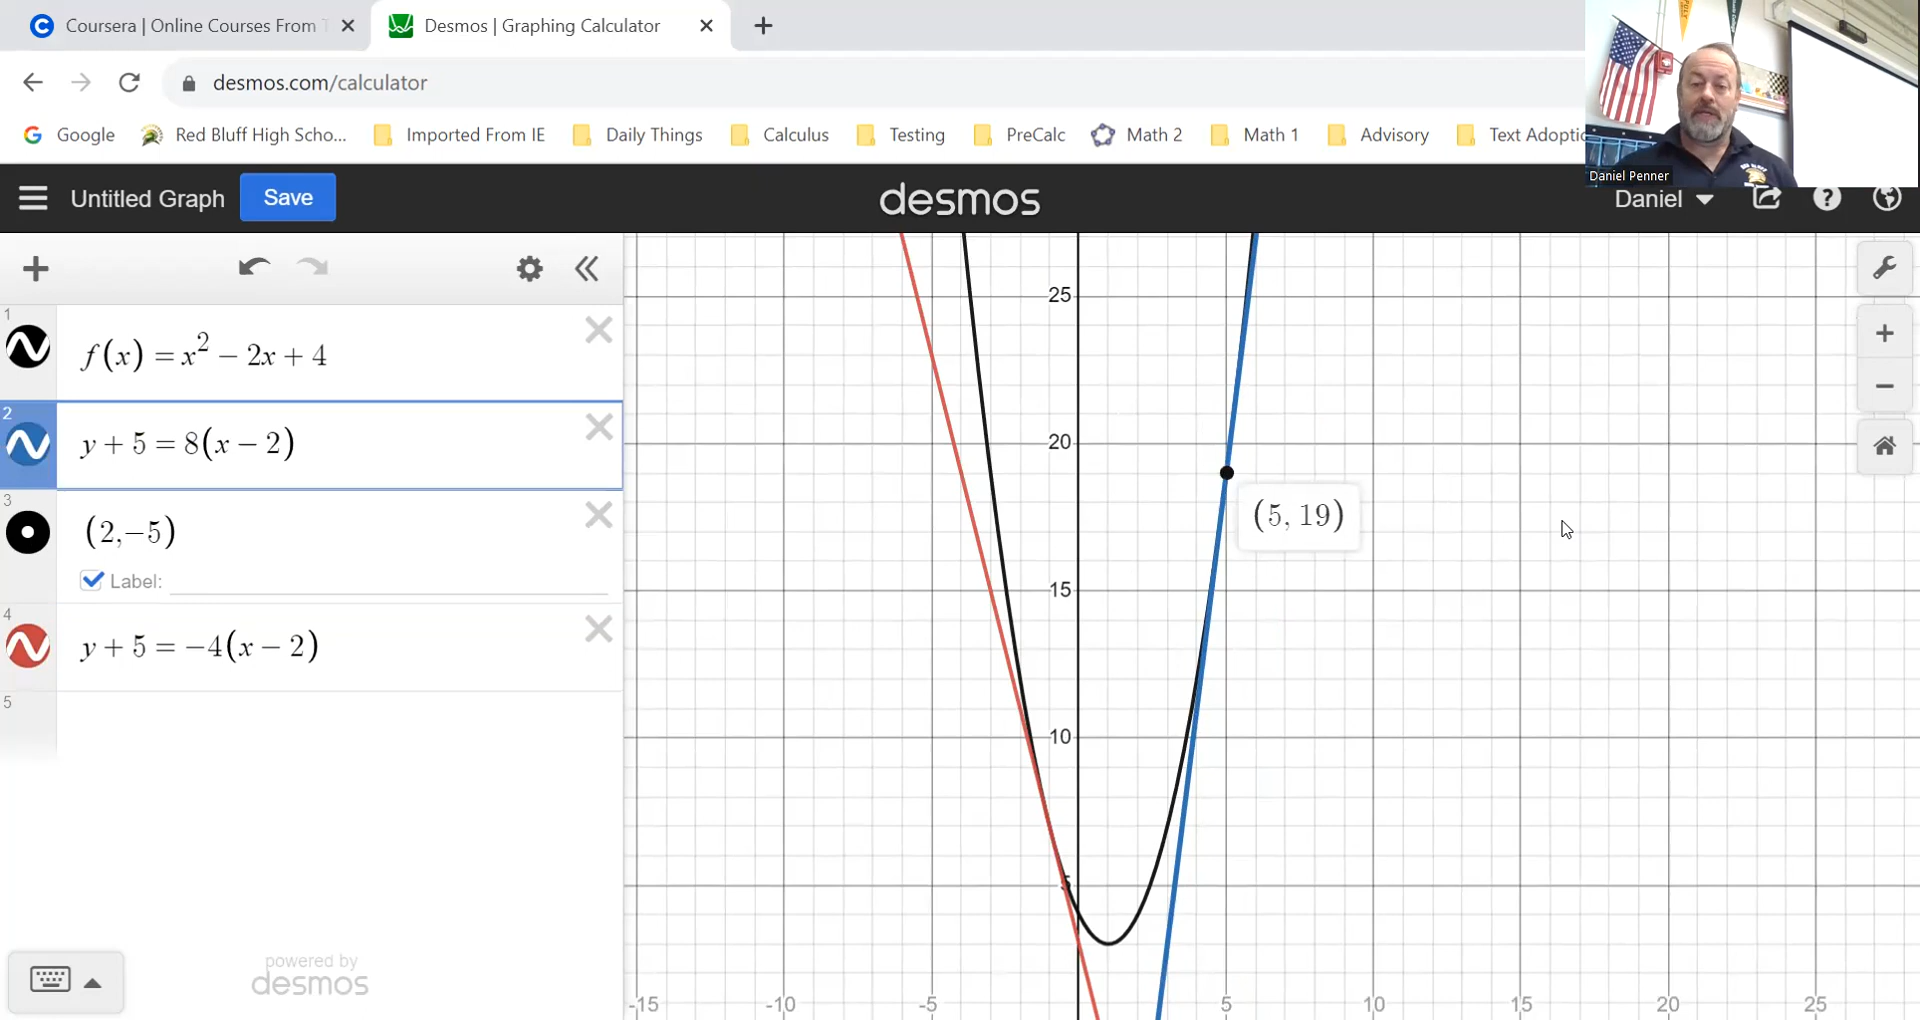 Coursera | Online Courses From T
Desmos | Graphing Calculator
desmos.com/calculator
Google
Red Bluff High Scho...
Imported From IE
Daily Things
Calculus
Testing
PreCalc
Math 2
Math 1
Advisory
Text Adoptic
Daniel Penner
Untitled Graph
Save
desmos
Daniel
1
f(x) = x² − 2x + 4
2
y + 5 = 8(x − 2)
3
(2,−5)
Label:
4
y + 5 = −4(x − 2)
5
powered by
desmos
25
20
15
10
5
(5, 19)
-15
-10
-5
5
10
15
20
25